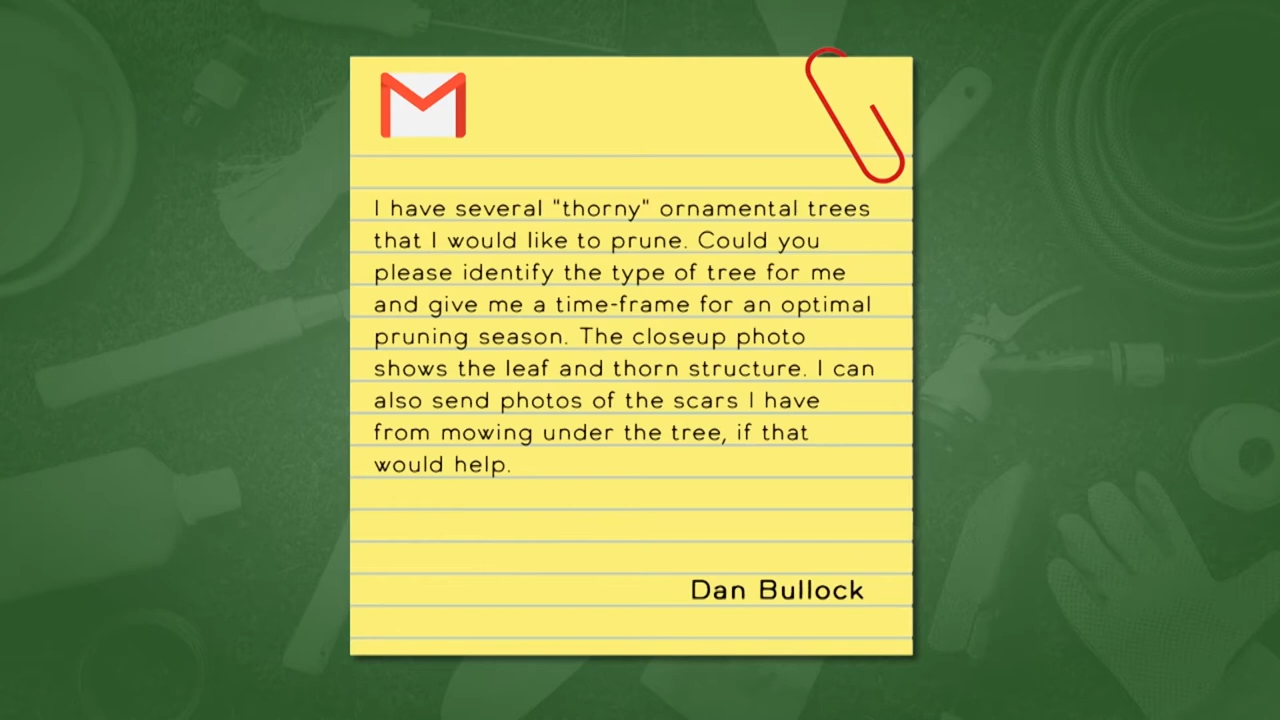 I have several "thorny" ornamental trees
that I would like to prune. Could you
please identify the type of tree for me
and give me a time-frame for an optimal
pruning season. The closeup photo
shows the leaf and thorn structure. I can
also send photos of the scars I have
from mowing under the tree, if that
would help.
Dan Bullock